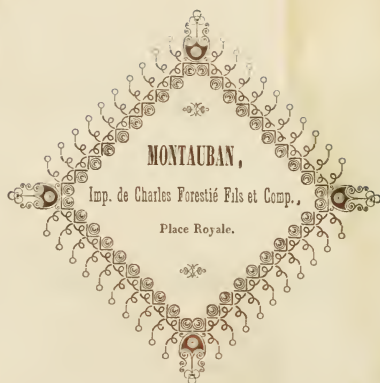 MONTAUBAN,
Imp. de Charles Forestié Fils et Comp.,
Place Royale.